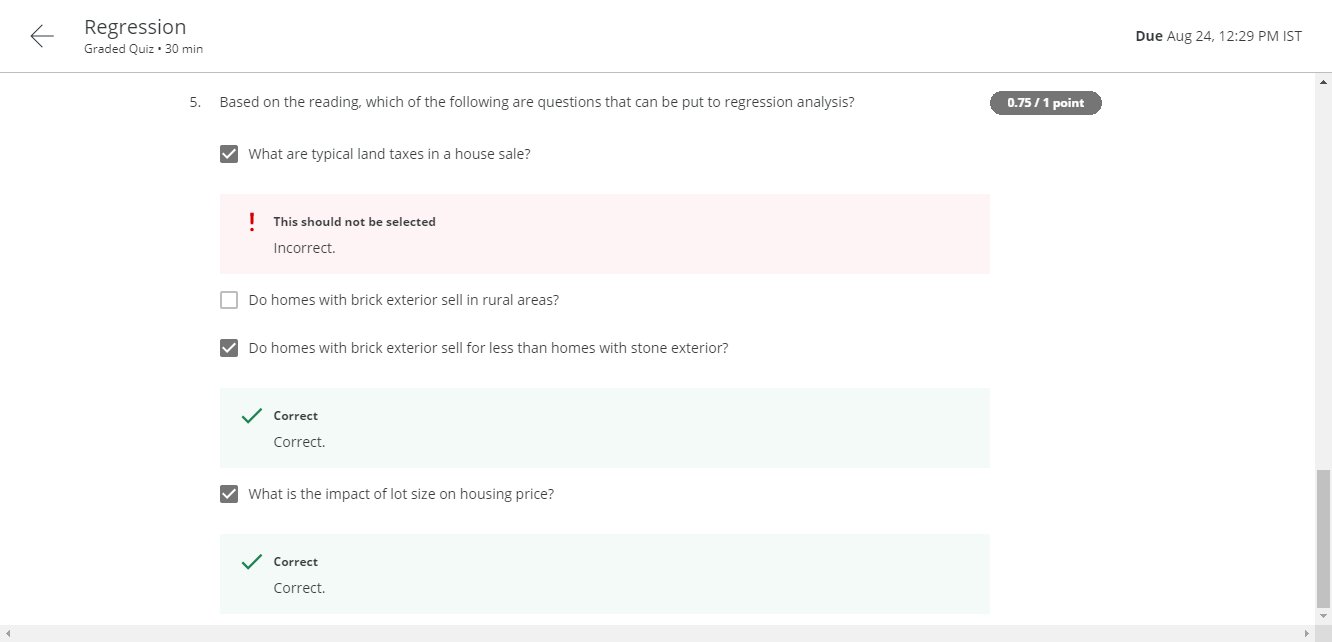 Regression
Graded Quiz • 30 min
Due Aug 24, 12:29 PM IST
5. Based on the reading, which of the following are questions that can be put to regression analysis?
0.75 / 1 point
What are typical land taxes in a house sale?
This should not be selected
Incorrect.
Do homes with brick exterior sell in rural areas?
Do homes with brick exterior sell for less than homes with stone exterior?
Correct
Correct.
What is the impact of lot size on housing price?
Correct
Correct.